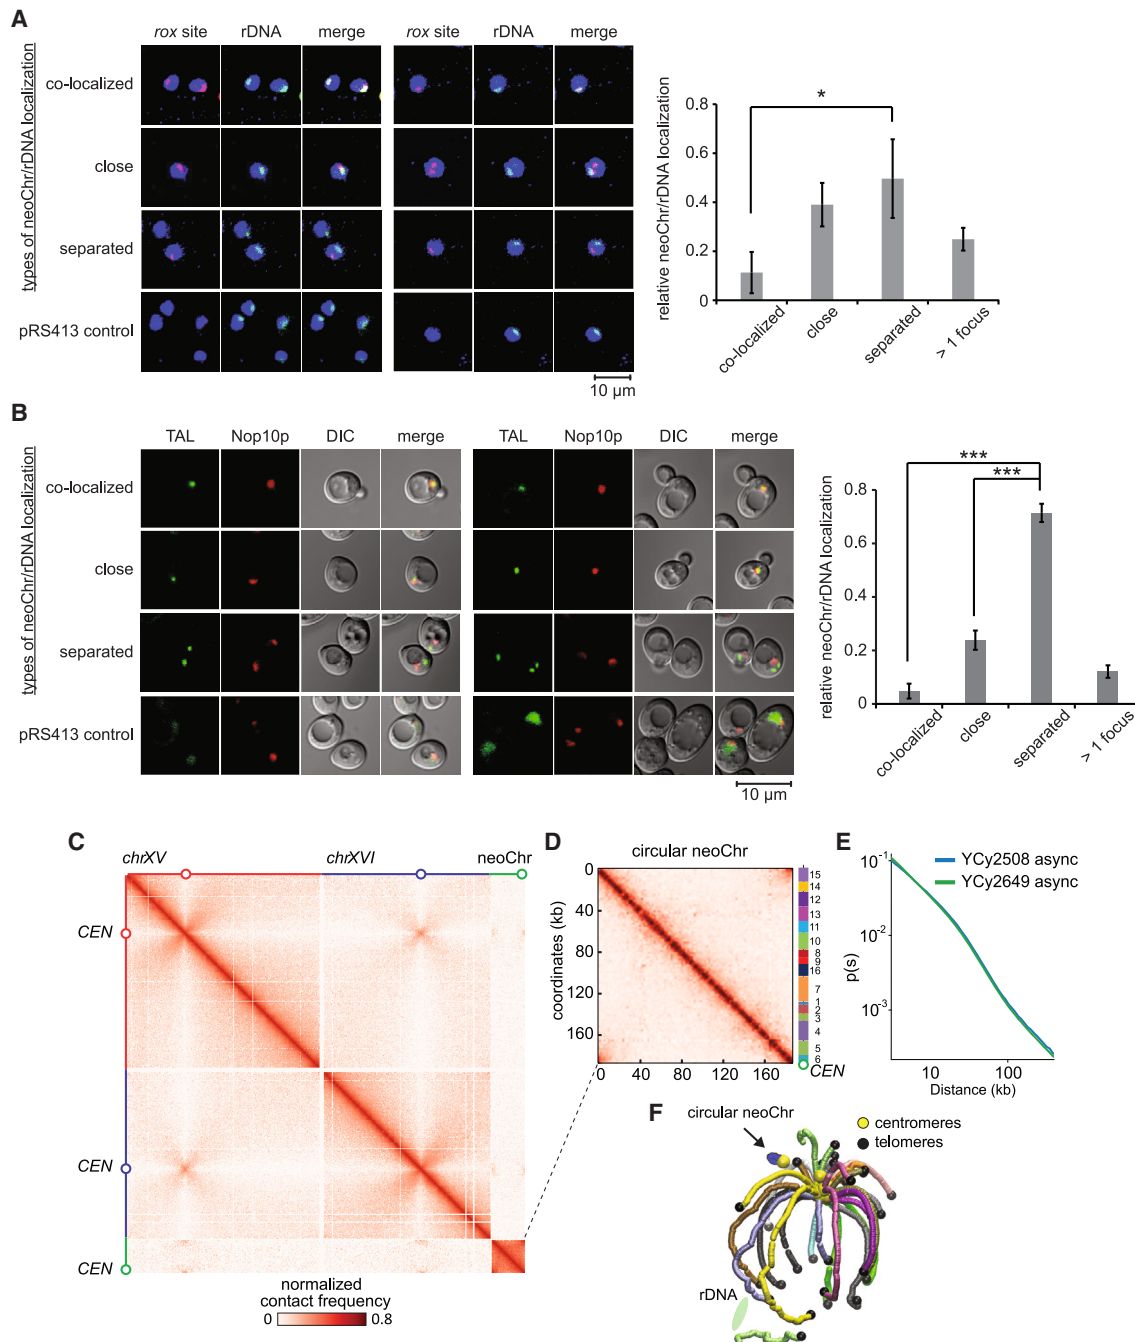 A
types of neoChr/rDNA localization
rox site rDNA merge rox site rDNA merge
co-localized
close
separated
pRS413 control
10 µm
relative neoChr/rDNA localization
0.8
0.6
0.4
0.2
0
*
co-localized
close
separated
> 1 focus
B
types of neoChr/rDNA localization
TAL Nop10p DIC merge TAL Nop10p DIC merge
co-localized
close
separated
pRS413 control
10 µm
relative neoChr/rDNA localization
0.8
0.6
0.4
0.2
0
***
***
co-localized
close
separated
> 1 focus
C
chrXV chrXVI neoChr
CEN
CEN
CEN
normalized
contact frequency
0 0.8
D
circular neoChr
coordinates (kb)
0
40
80
120
160
0 40 80 120 160
15
14
12
13
11
10
8
9
16
7
1
2
3
4
5
6
CEN
E
YCy2508 async
YCy2649 async
p(s)
10-1
10-2
10-3
10 100
Distance (kb)
F
circular neoChr
centromeres
telomeres
rDNA